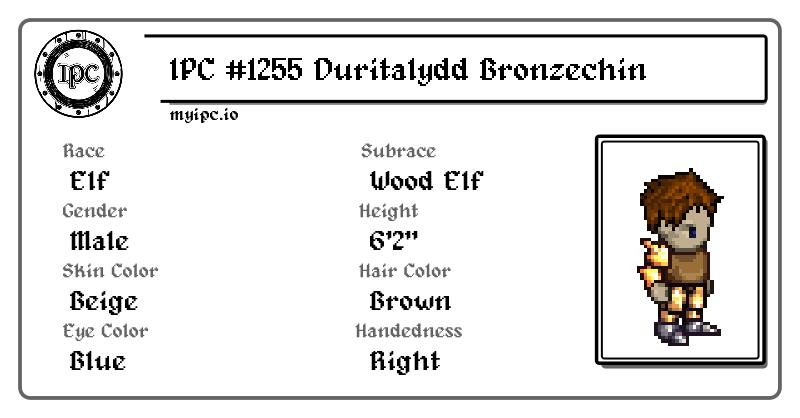 IPC
IPC #1255 Duritalydd Bronzechin
myipc.io
Race
Elf
Subrace
Wood Elf
Gender
Male
Height
6'2"
Skin Color
Beige
Hair Color
Brown
Eye Color
Blue
Handedness
Right